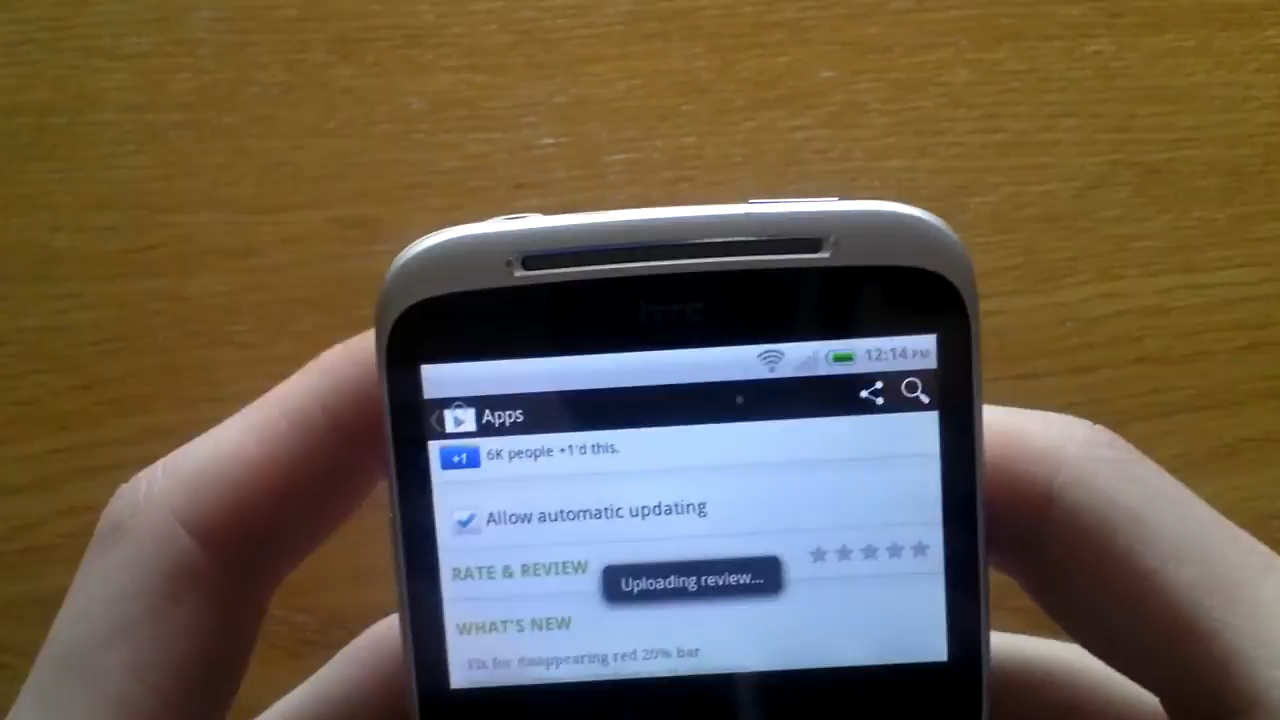 hTC
12:14 PM
Apps
+1 6K people +1'd this.
Allow automatic updating
RATE & REVIEW
Uploading review...
WHAT'S NEW
Fix for disappearing red 20% bar